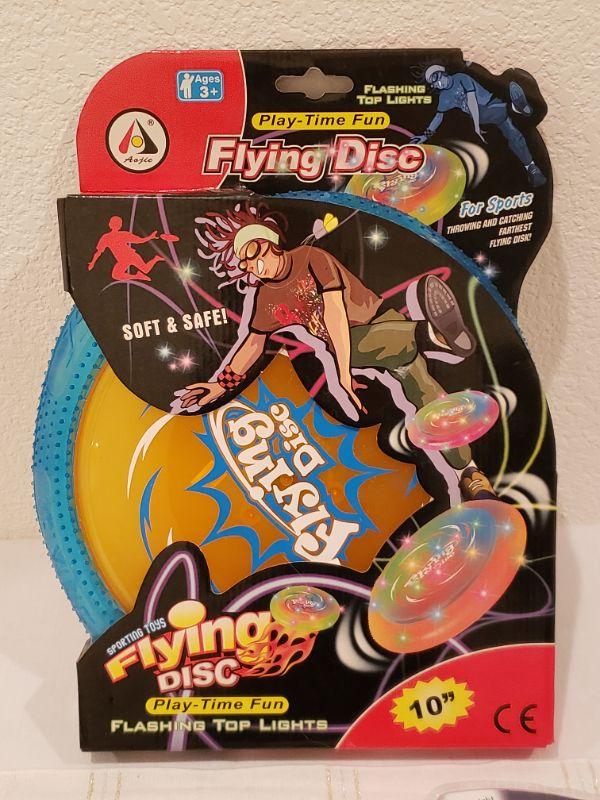 Ages
3+
FLASHING
TOP LIGHTS
Play-Time Fun
Flying Disc
®
Aojie
For Sports
THROWING AND CATCHING
FARTHEST
FLYING DISK!
SOFT & SAFE!
Flying
Disc
SPORTING TOYS
Flying
DISC
Play-Time Fun
FLASHING TOP LIGHTS
10”
CE